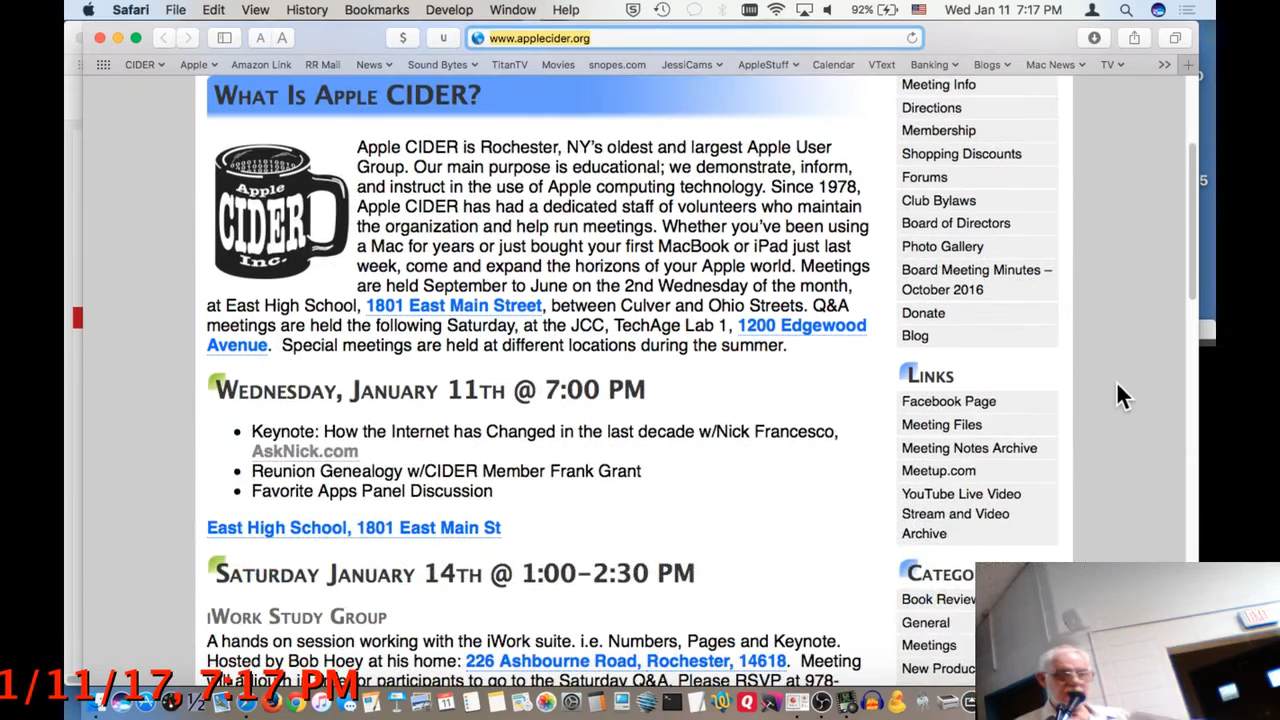 Safari File Edit View History Bookmarks Develop Window Help 92% Wed Jan 11 7:17 PM
A A $ u www.applecider.org
CIDER Apple Amazon Link RR Mail News Sound Bytes TitanTV Movies snopes.com JessiCams AppleStuff Calendar VText Banking Blogs Mac News TV >>
What Is Apple CIDER?
Apple
CIDER
Inc.
Apple CIDER is Rochester, NY's oldest and largest Apple User
Group. Our main purpose is educational; we demonstrate, inform,
and instruct in the use of Apple computing technology. Since 1978,
Apple CIDER has had a dedicated staff of volunteers who maintain
the organization and help run meetings. Whether you've been using
a Mac for years or just bought your first MacBook or iPad just last
week, come and expand the horizons of your Apple world. Meetings
are held September to June on the 2nd Wednesday of the month,
at East High School, 1801 East Main Street, between Culver and Ohio Streets. Q&A
meetings are held the following Saturday, at the JCC, TechAge Lab 1, 1200 Edgewood
Avenue. Special meetings are held at different locations during the summer.
Wednesday, January 11th @ 7:00 PM
• Keynote: How the Internet has Changed in the last decade w/Nick Francesco,
AskNick.com
• Reunion Genealogy w/CIDER Member Frank Grant
• Favorite Apps Panel Discussion
East High School, 1801 East Main St
Saturday January 14th @ 1:00-2:30 PM
iWork Study Group
A hands on session working with the iWork suite. i.e. Numbers, Pages and Keynote.
Hosted by Bob Hoey at his home: 226 Ashbourne Road, Rochester, 14618. Meeting
for participants to go to the Saturday Q&A. Please RSVP at 978-
Meeting Info
Directions
Membership
Shopping Discounts
Forums
Club Bylaws
Board of Directors
Photo Gallery
Board Meeting Minutes –
October 2016
Donate
Blog
Links
Facebook Page
Meeting Files
Meeting Notes Archive
Meetup.com
YouTube Live Video
Stream and Video
Archive
Catego
Book Revie
General
Meetings
New Produc
1/11/17 7:17 PM